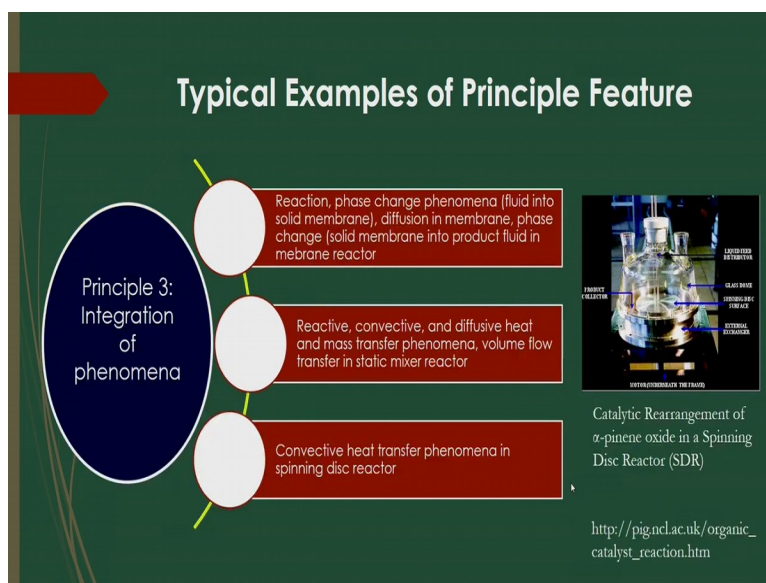 Typical Examples of Principle Feature
Principle 3:
Integration
of
phenomena
Reaction, phase change phenomena (fluid into
solid membrane), diffusion in membrane, phase
change (solid membrane into product fluid in
mebrane reactor
Reactive, convective, and diffusive heat
and mass transfer phenomena, volume flow
transfer in static mixer reactor
Convective heat transfer phenomena in
spinning disc reactor
LIQUID FEED
DISTRIBUTOR
PRODUCT
COLLECTOR
GLASS DOME
SPINNING DISC
SURFACE
EXTERNAL
EXCHANGER
MOTOR (UNDERNEATH THE FRAME)
Catalytic Rearrangement of
α-pinene oxide in a Spinning
Disc Reactor (SDR)
http://pig.ncl.ac.uk/organic_
catalyst_reaction.htm